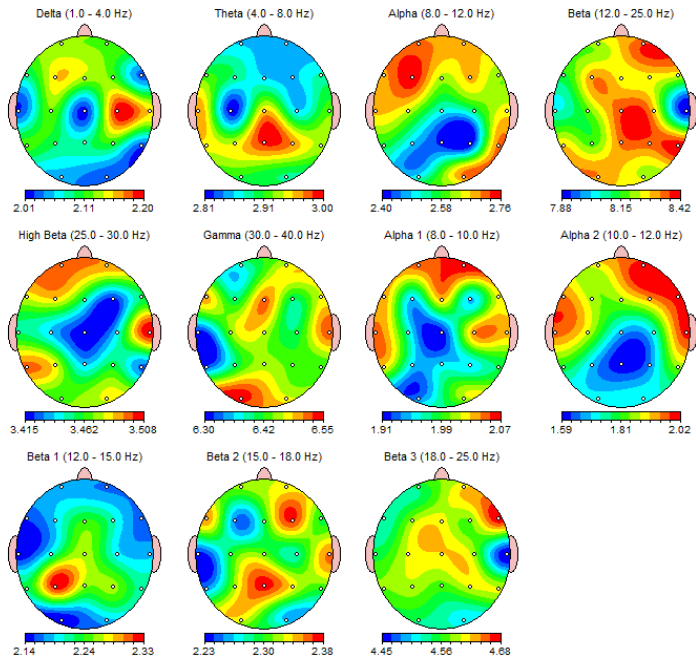 Delta (1.0 - 4.0 Hz) Theta (4.0 - 8.0 Hz) Alpha (8.0 - 12.0 Hz) Beta (12.0 - 25.0 Hz)
2.01 2.11 2.20 2.81 2.91 3.00 2.40 2.58 2.76 7.88 8.15 8.42
High Beta (25.0 - 30.0 Hz) Gamma (30.0 - 40.0 Hz) Alpha 1 (8.0 - 10.0 Hz) Alpha 2 (10.0 - 12.0 Hz)
3.415 3.462 3.508 6.30 6.42 6.55 1.91 1.99 2.07 1.59 1.81 2.02
Beta 1 (12.0 - 15.0 Hz) Beta 2 (15.0 - 18.0 Hz) Beta 3 (18.0 - 25.0 Hz)
2.14 2.24 2.33 2.23 2.30 2.38 4.45 4.56 4.68